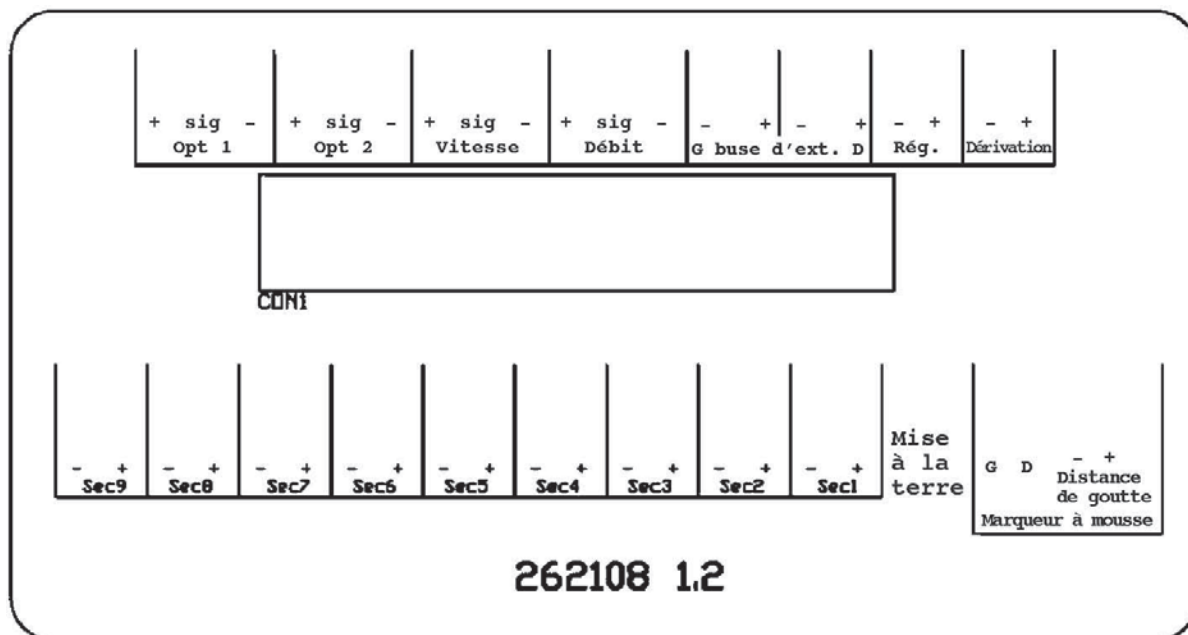 + sig - + sig - + sig - + sig - - + - + - + - +
Opt 1 Opt 2 Vitesse Débit G buse d'ext. D Rég. Dérivation
CON1
- + - + - + - + - + - + - + - + - +
Sec9 Sec8 Sec7 Sec6 Sec5 Sec4 Sec3 Sec2 Sec1
Mise
à la
terre
G D - +
Distance
de goutte
Marqueur à mousse
262108 1.2